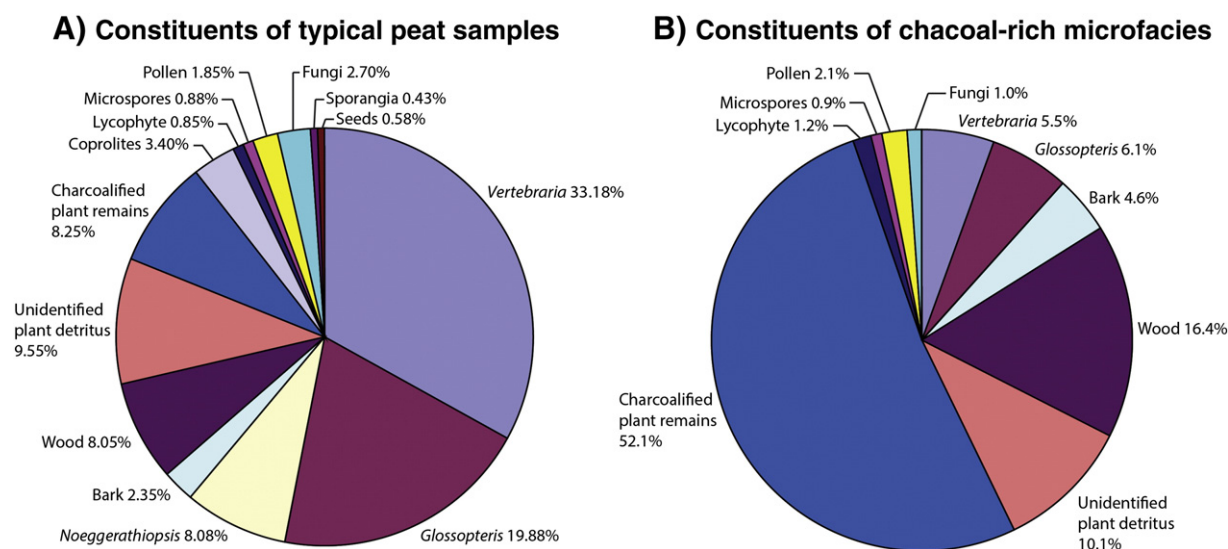 A) Constituents of typical peat samples
Pollen 1.85%
Fungi 2.70%
Microspores 0.88%
Sporangia 0.43%
Lycophyte 0.85%
Seeds 0.58%
Coprolites 3.40%
Charcoalified
plant remains
8.25%
Vertebraria 33.18%
Unidentified
plant detritus
9.55%
Wood 8.05%
Bark 2.35%
Noeggerathiopsis 8.08%
Glossopteris 19.88%
B) Constituents of chacoal-rich microfacies
Pollen 2.1%
Fungi 1.0%
Microspores 0.9%
Vertebraria 5.5%
Lycophyte 1.2%
Glossopteris 6.1%
Bark 4.6%
Wood 16.4%
Charcoalified
plant remains
52.1%
Unidentified
plant detritus
10.1%